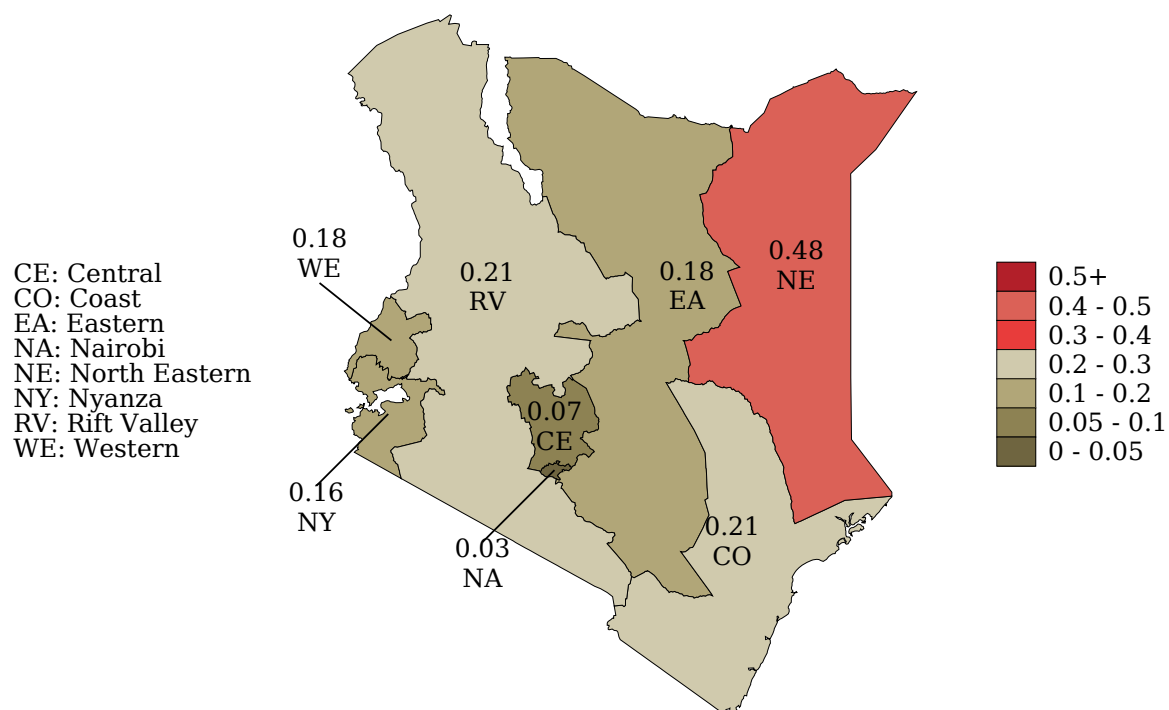 0.18
WE
0.21
RV
0.18
EA
0.48
NE
CE: Central
CO: Coast
EA: Eastern
NA: Nairobi
NE: North Eastern
NY: Nyanza
RV: Rift Valley
WE: Western
0.07
CE
0.16
NY
0.03
NA
0.21
CO
0.5+
0.4 - 0.5
0.3 - 0.4
0.2 - 0.3
0.1 - 0.2
0.05 - 0.1
0 - 0.05